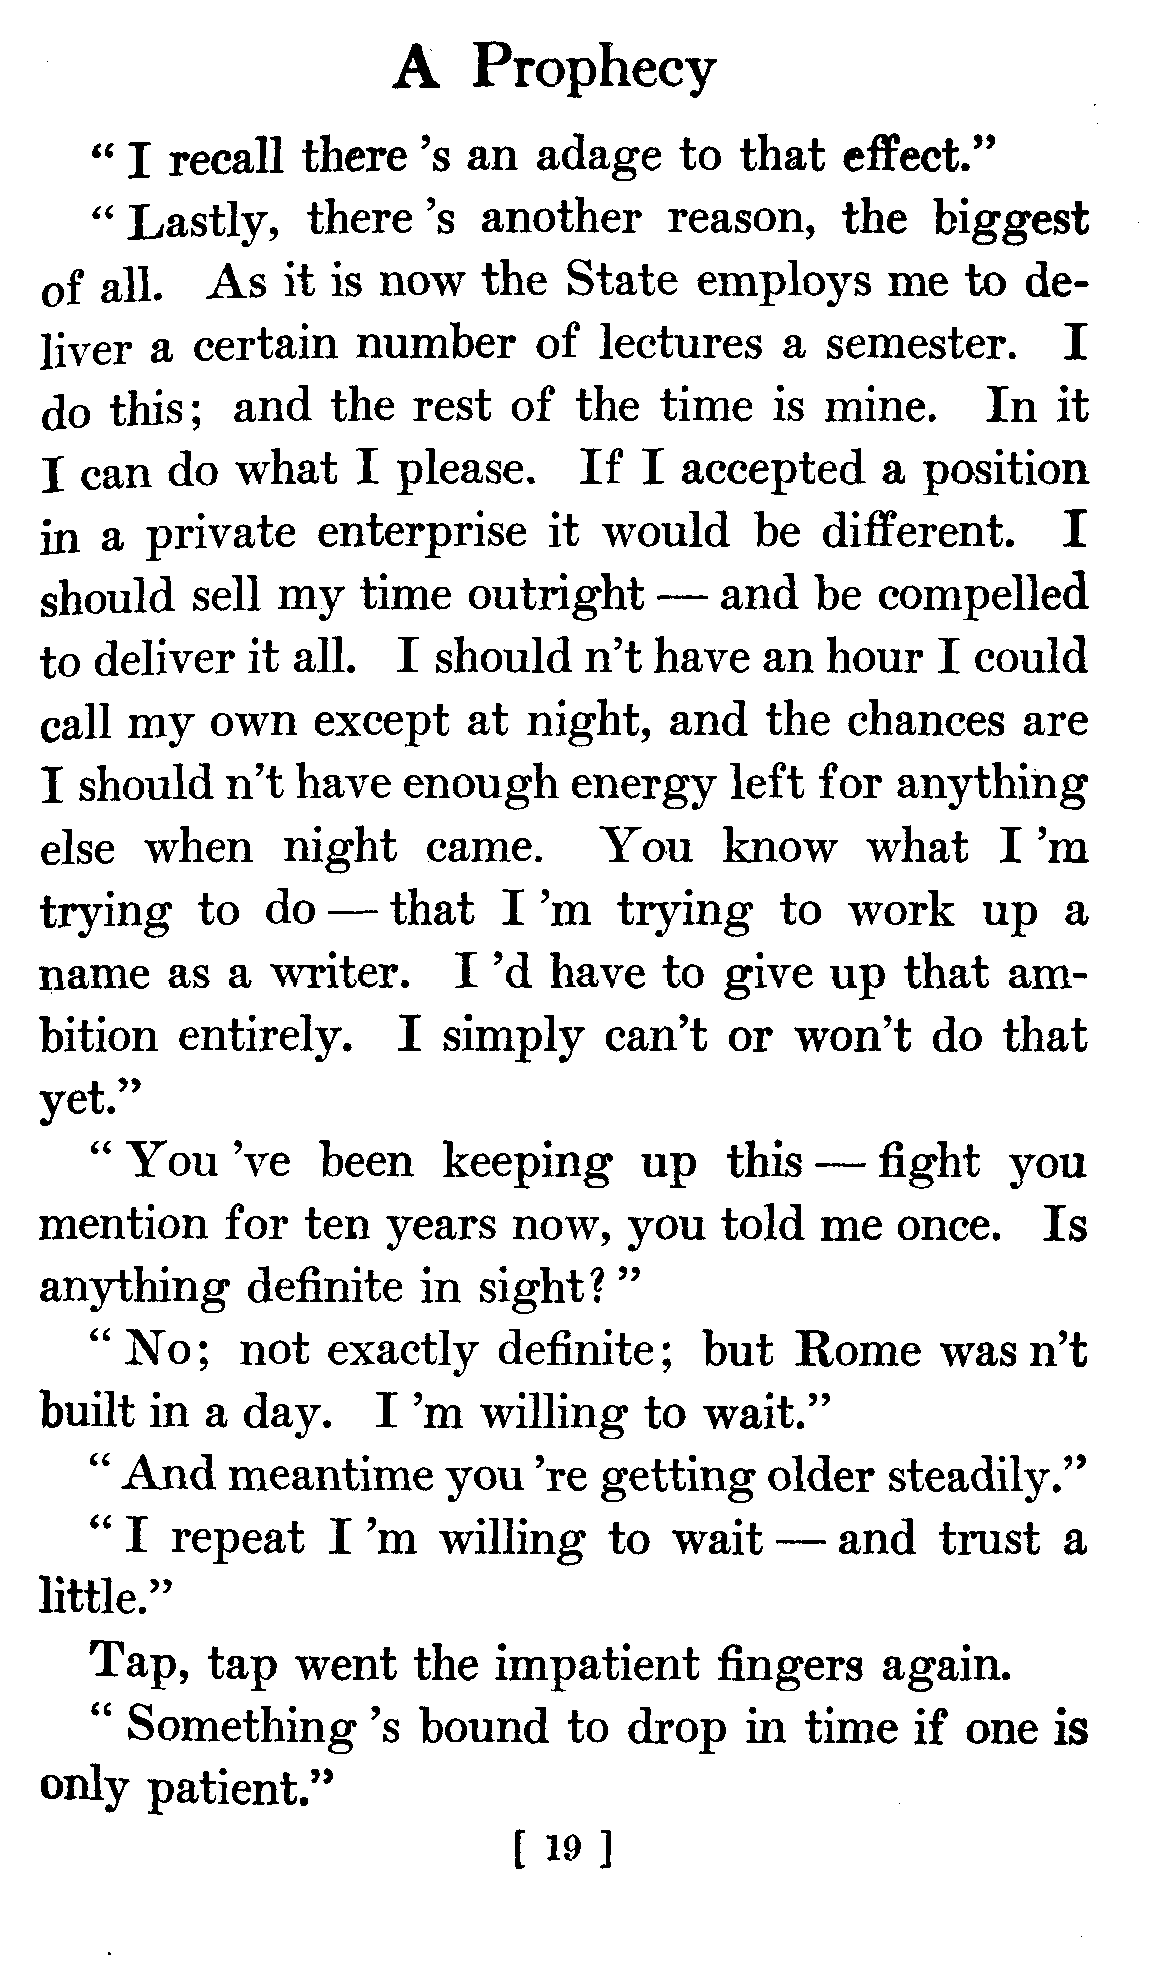 A Prophecy
“ I recall there 's an adage to that effect.”
“ Lastly, there 's another reason, the biggest
of all. As it is now the State employs me to de-
liver a certain number of lectures a semester. I
do this; and the rest of the time is mine. In it
I can do what I please. If I accepted a position
in a private enterprise it would be different. I
should sell my time outright — and be compelled
to deliver it all. I should n't have an hour I could
call my own except at night, and the chances are
I should n't have enough energy left for anything
else when night came. You know what I 'm
trying to do — that I 'm trying to work up a
name as a writer. I 'd have to give up that am-
bition entirely. I simply can't or won't do that
yet.”
“ You 've been keeping up this — fight you
mention for ten years now, you told me once. Is
anything definite in sight? ”
“ No; not exactly definite; but Rome was n't
built in a day. I 'm willing to wait.”
“ And meantime you 're getting older steadily.”
“ I repeat I 'm willing to wait — and trust a
little.”
Tap, tap went the impatient fingers again.
“ Something 's bound to drop in time if one is
only patient.”
[ 19 ]